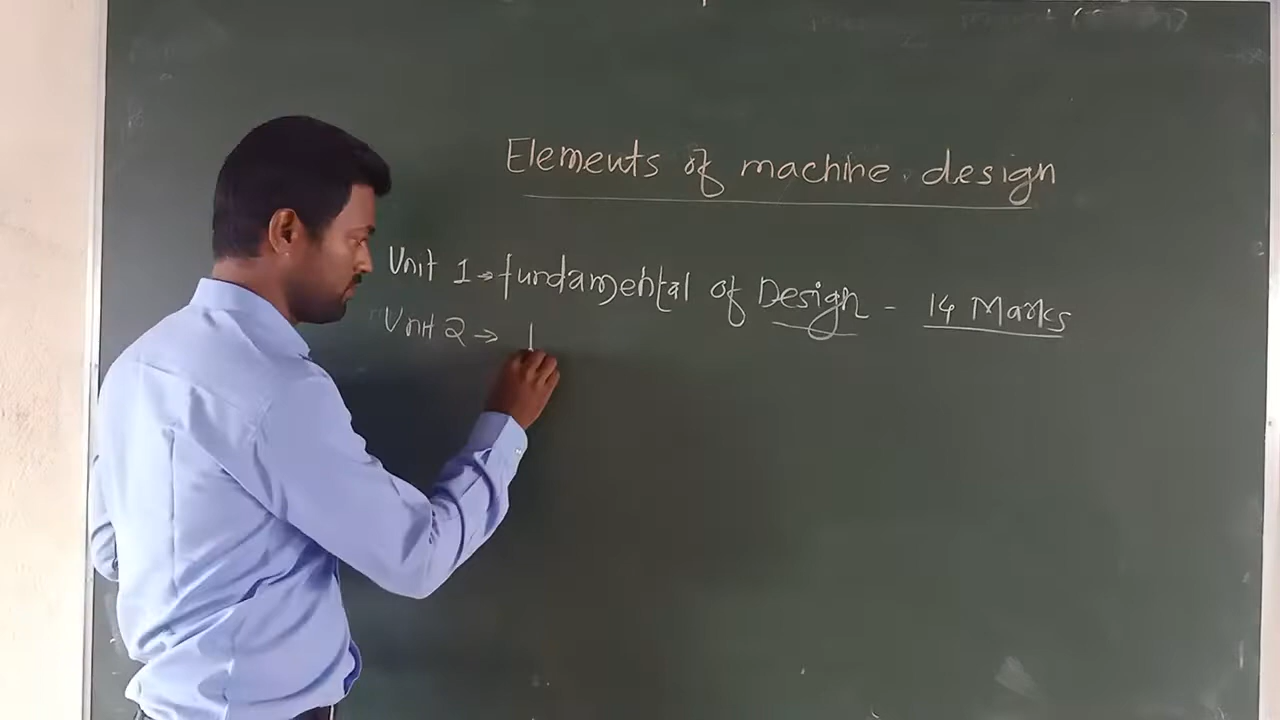 Elements of machine design
Unit 1 → fundamental of Design - 14 Marks
Unit 2 →